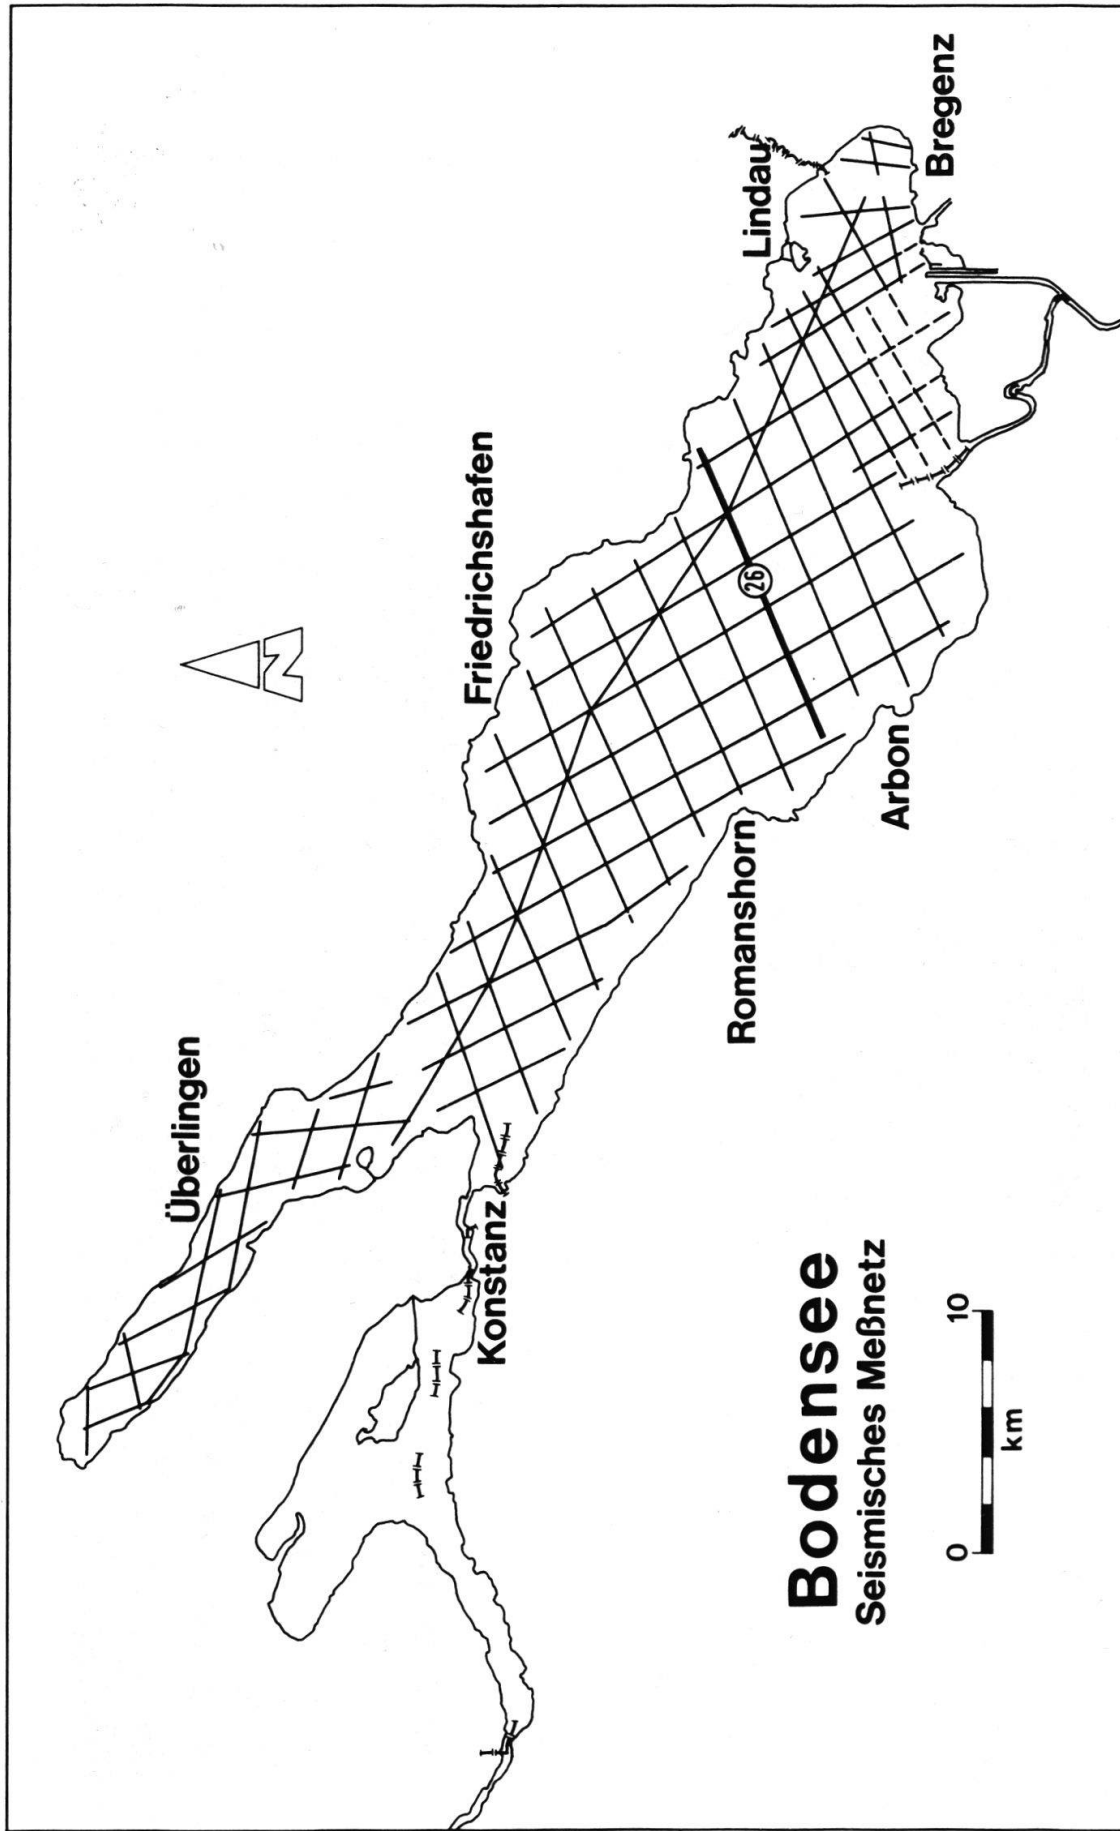 Überlingen
Friedrichshafen
Lindau
Bregenz
Konstanz
Romanshorn
Arbon
26
N
Bodensee
Seismisches Meßnetz
0 10
km